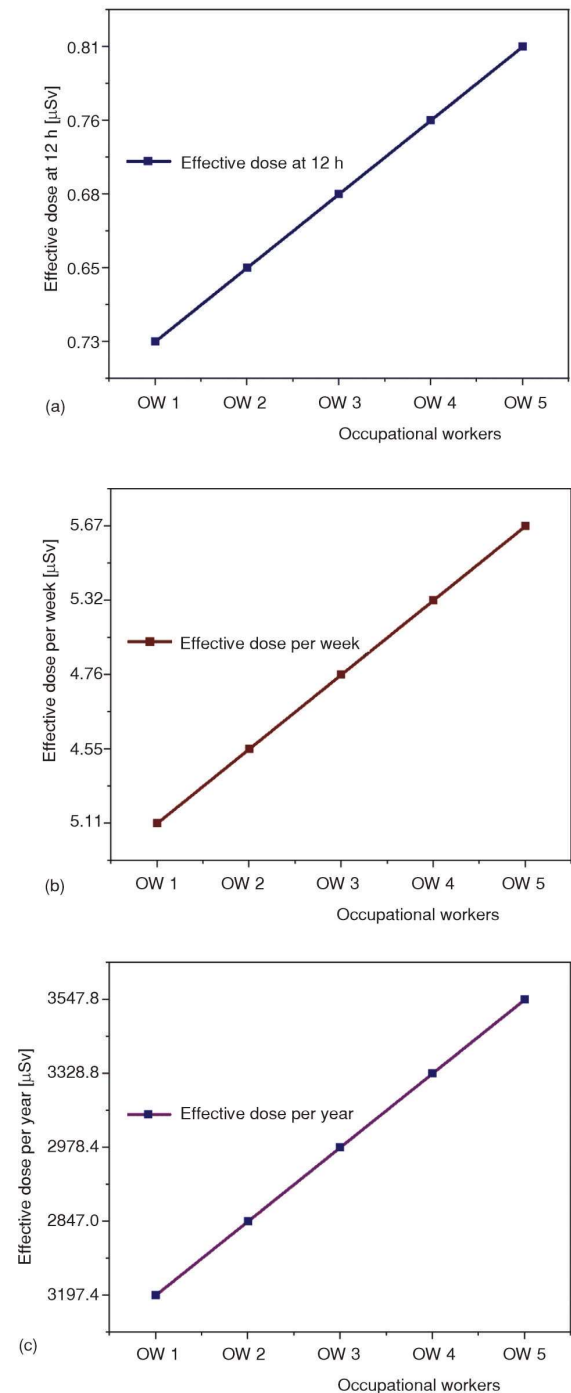 0.81
0.76
0.68
0.65
0.73
Effective dose at 12 h [μSv]
Effective dose at 12 h
OW 1 OW 2 OW 3 OW 4 OW 5
(a)
Occupational workers
5.67
5.32
4.76
4.55
5.11
Effective dose per week [μSv]
Effective dose per week
OW 1 OW 2 OW 3 OW 4 OW 5
(b)
Occupational workers
3547.8
3328.8
2978.4
2847.0
3197.4
Effective dose per year [μSv]
Effective dose per year
OW 1 OW 2 OW 3 OW 4 OW 5
(c)
Occupational workers